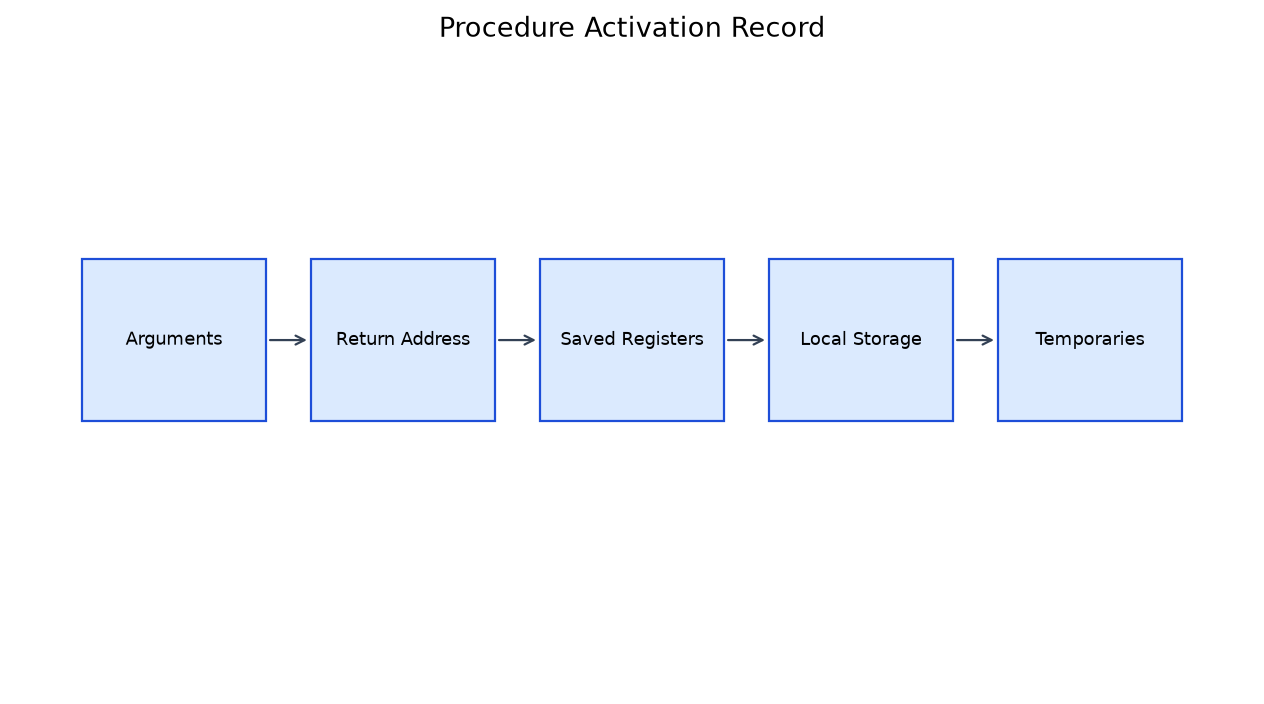 Procedure Activation Record
Arguments
Return Address
Saved Registers
Local Storage
Temporaries